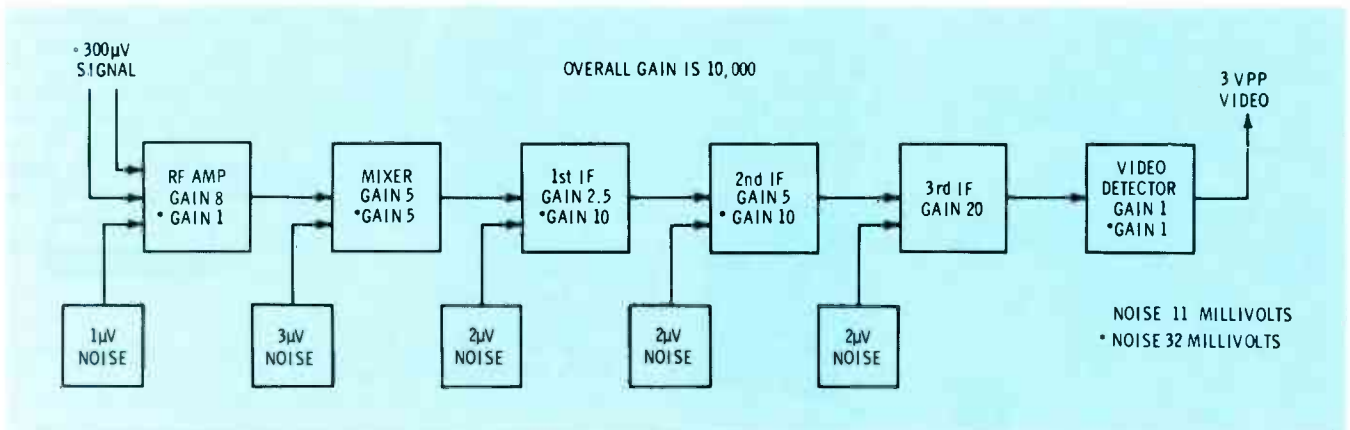 • 300µV
SIGNAL
OVERALL GAIN IS 10,000
3 VPP
VIDEO
RF AMP
GAIN 8
• GAIN 1
MIXER
GAIN 5
•GAIN 5
1st IF
GAIN 2.5
•GAIN 10
2nd IF
GAIN 5
• GAIN 10
3rd IF
GAIN 20
VIDEO
DETECTOR
GAIN 1
•GAIN 1
1µV
NOISE
3µV
NOISE
2µV
NOISE
2µV
NOISE
2µV
NOISE
NOISE 11 MILLIVOLTS
• NOISE 32 MILLIVOLTS